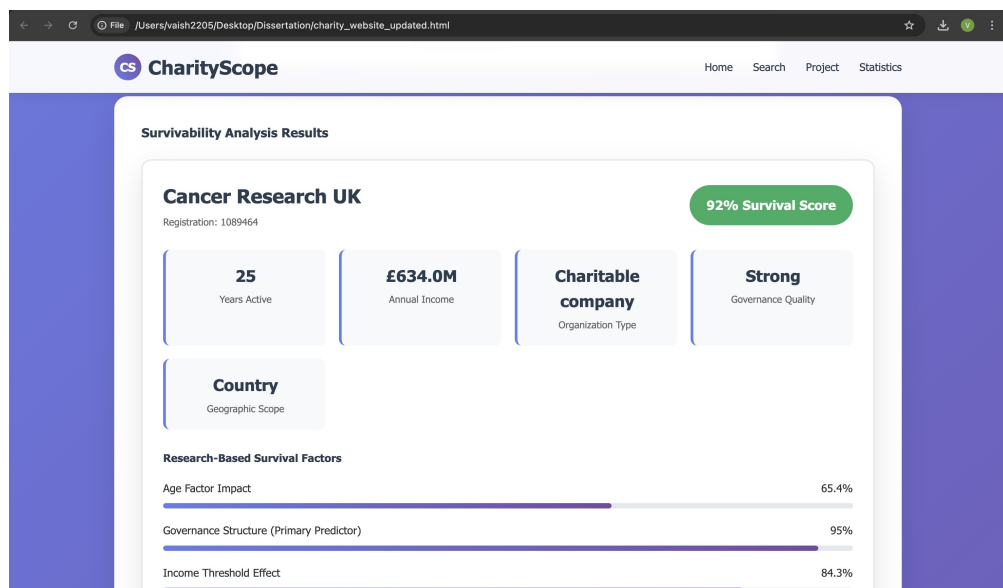 File /Users/vaish2205/Desktop/Dissertation/charity_website_updated.html
V
CS CharityScope
Home Search Project Statistics
Survivability Analysis Results
Cancer Research UK
92% Survival Score
Registration: 1089464
25
Years Active
£634.0M
Annual Income
Charitable
company
Organization Type
Strong
Governance Quality
Country
Geographic Scope
Research-Based Survival Factors
Age Factor Impact 65.4%
Governance Structure (Primary Predictor) 95%
Income Threshold Effect 84.3%